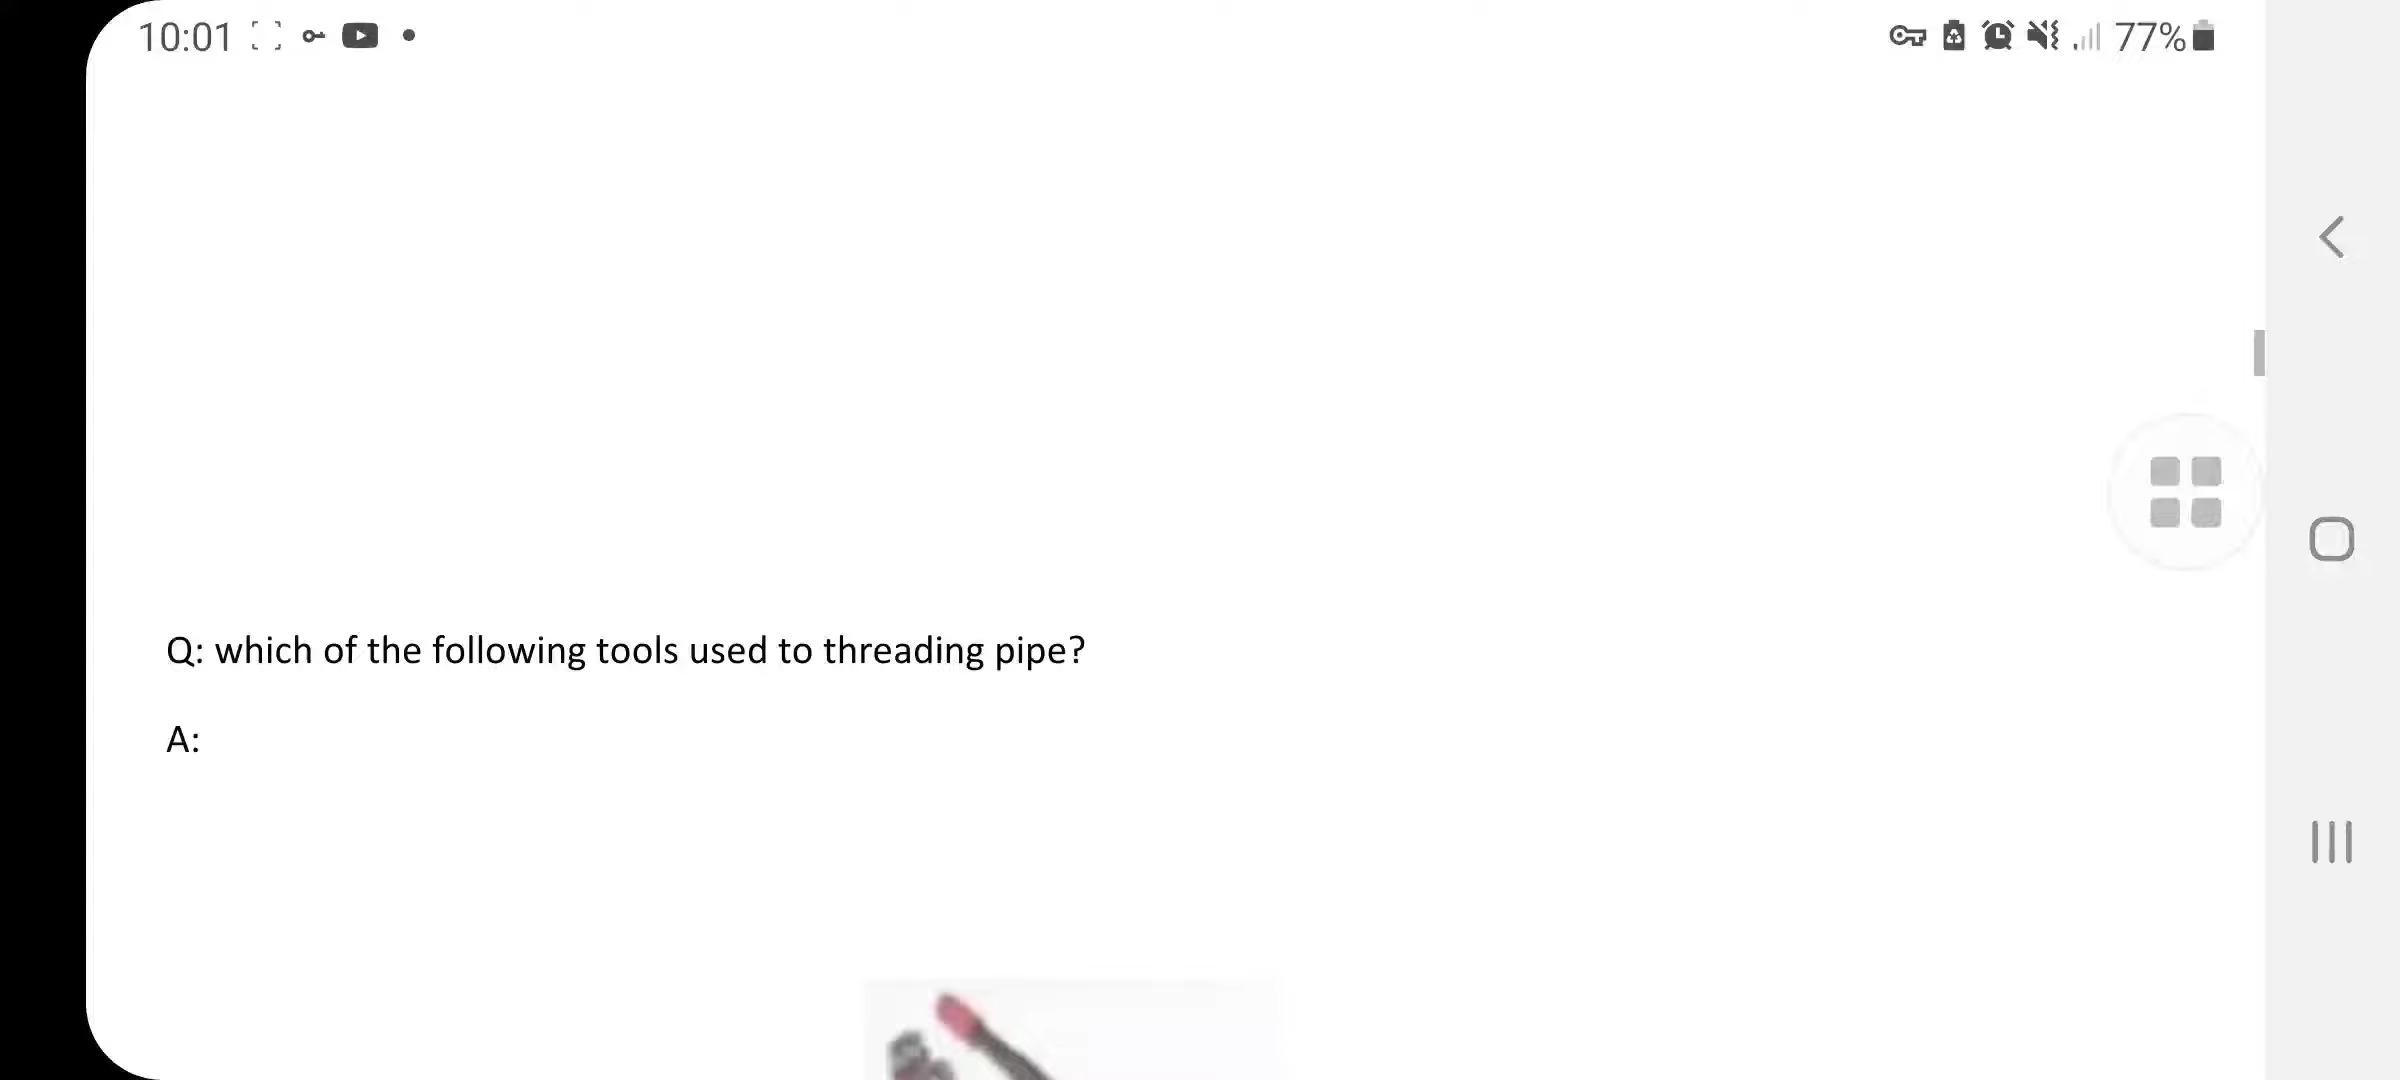 10:01
77%
Q: which of the following tools used to threading pipe?
A: